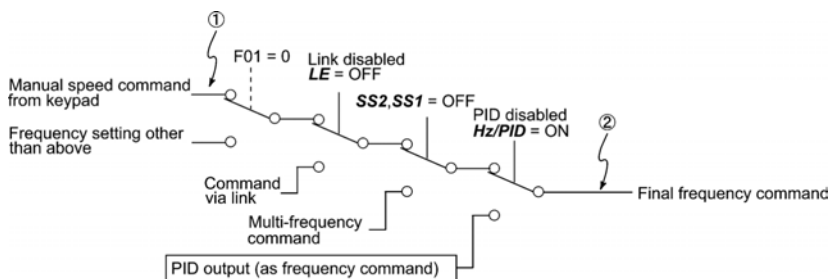 ①
F01 = 0
Link disabled
LE = OFF
Manual speed command
from keypad
SS2,SS1 = OFF
PID disabled
Hz/PID = ON
②
Frequency setting other
than above
Command
via link
Final frequency command
Multi-frequency
command
PID output (as frequency command)